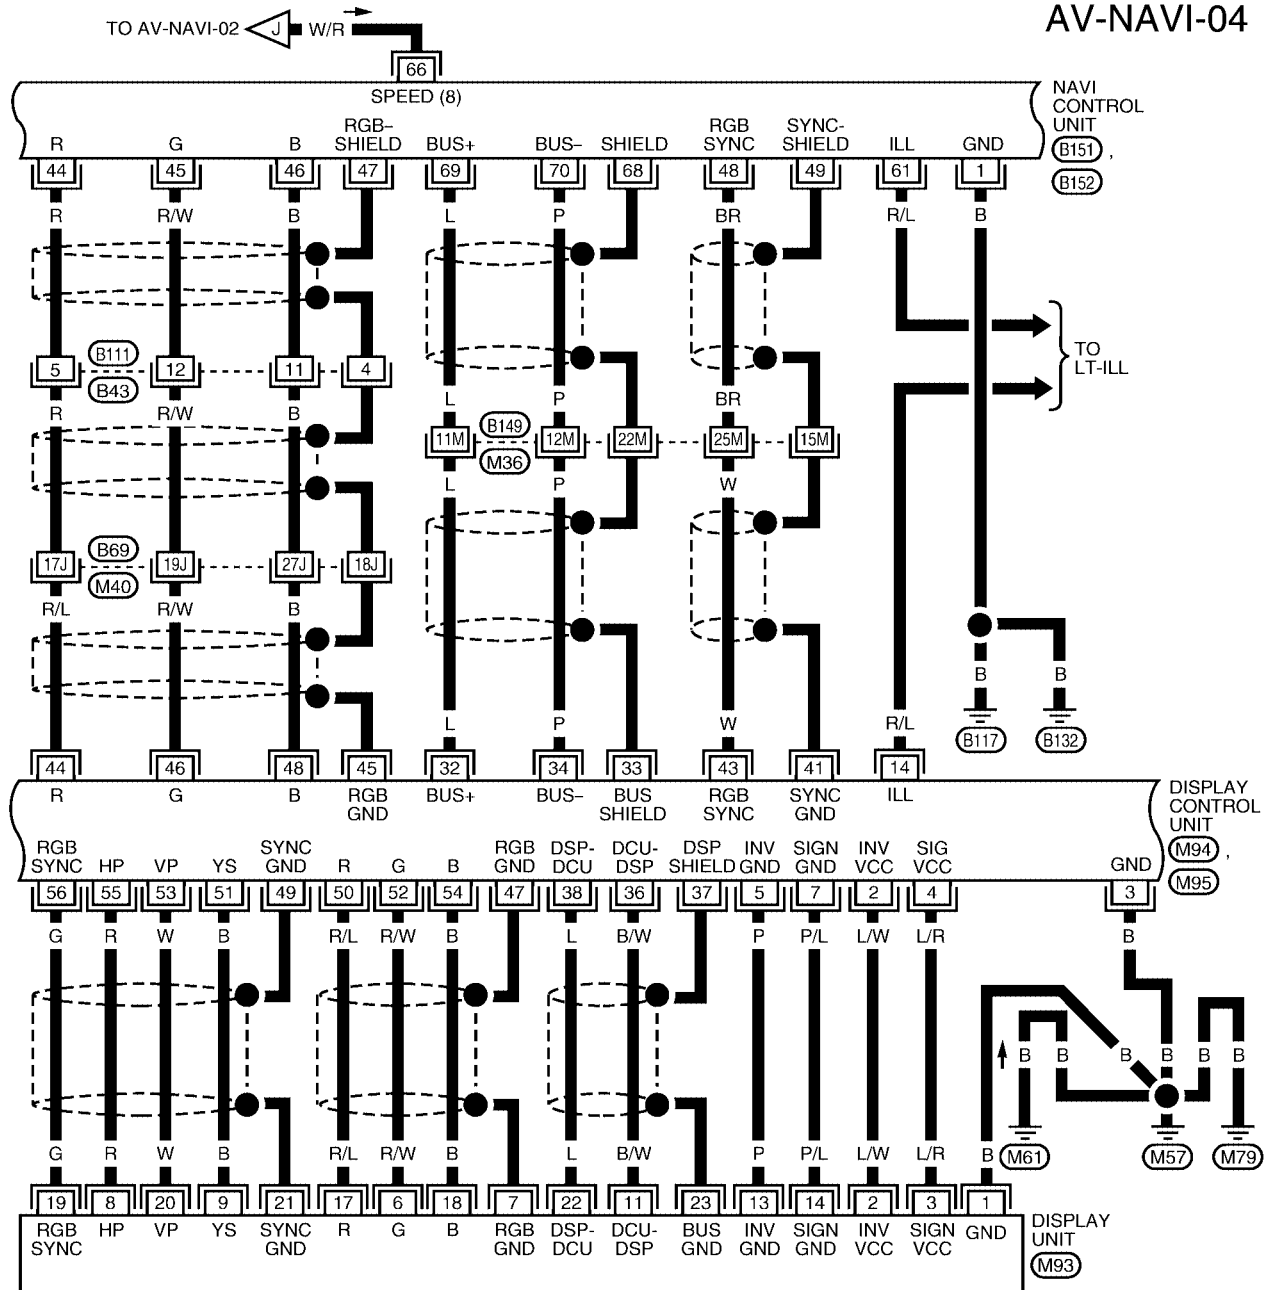 AV-NAVI-04
TO AV-NAVI-02 J W/R
66
SPEED (8)
NAVI
CONTROL
UNIT
B151 ,
B152
R G B RGB– SHIELD BUS+ BUS– SHIELD RGB SYNC SYNC- SHIELD ILL GND
44 45 46 47 69 70 68 48 49 61 1
R R/W B L P BR R/L B
TO
LT-ILL
B111
5 12 11 4
B43
R R/W B L P BR
B149
11M 12M 22M 25M 15M
M36
L P W
B69
17J 19J 27J 18J
M40
R/L R/W B
B B
L P W R/L
B117 B132
44 46 48 45 32 34 33 43 41 14
R G B RGB GND BUS+ BUS– BUS SHIELD RGB SYNC SYNC GND ILL
DISPLAY
CONTROL
UNIT
M94 ,
M95
RGB SYNC HP VP YS SYNC GND R G B RGB GND DSP- DCU DCU- DSP DSP SHIELD INV GND SIGN GND INV VCC SIG VCC GND
56 55 53 51 49 50 52 54 47 38 36 37 5 7 2 4 3
G R W B R/L R/W B L B/W P P/L L/W L/R B
B B B B B B
G R W B R/L R/W B L B/W P P/L L/W L/R B
M61 M57 M79
19 8 20 9 21 17 6 18 7 22 11 23 13 14 2 3 1
RGB SYNC HP VP YS SYNC GND R G B RGB GND DSP- DCU DCU- DSP BUS GND INV GND SIGN GND INV VCC SIGN VCC GND
DISPLAY
UNIT
M93